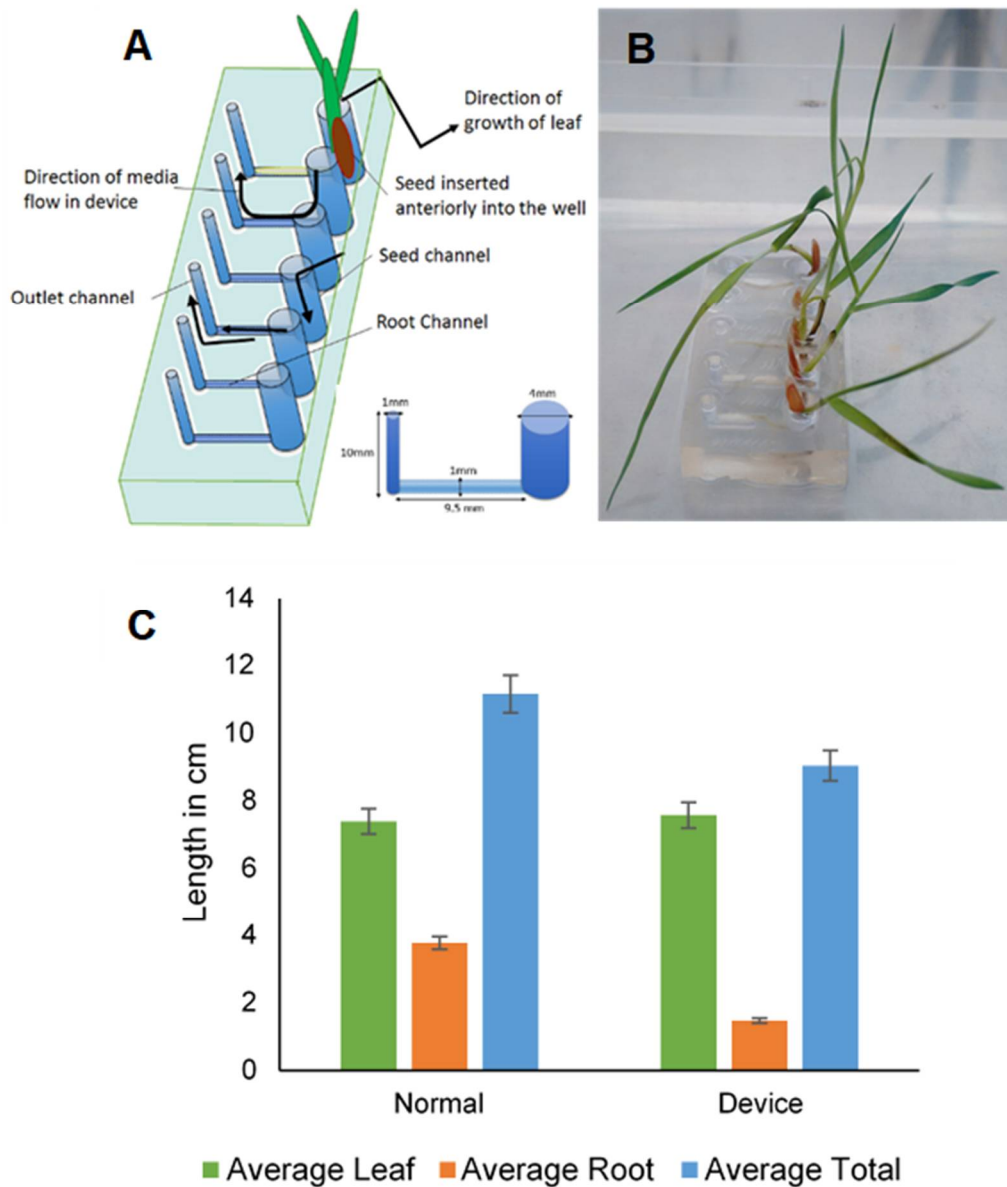 A
Direction of
growth of leaf
Direction of media
flow in device
Seed inserted
anteriorly into the well
Seed channel
Outlet channel
Root Channel
1mm
4mm
10mm
1mm
9.5 mm
B
C
14
12
10
8
6
4
2
0
Length in cm
Normal
Device
Average Leaf
Average Root
Average Total